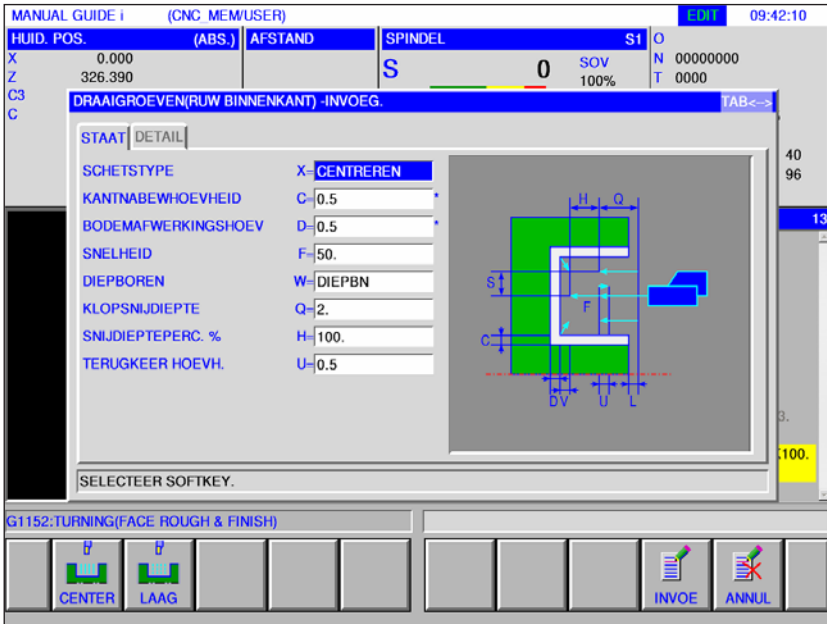 MANUAL GUIDE i (CNC_MEM/USER) EDIT 09:42:10
HUID. POS. (ABS.) AFSTAND SPINDEL S1 O
X 0.000 S 0 SOV 100% N 00000000
Z 326.390 T 0000
C3
C
DRAAIGROEVEN(RUW BINNENKANT) -INVOEG. TAB<-->
STAAT DETAIL
SCHETSTYPE X=CENTREREN
KANTNABEWHOEVHEID C=0.5 *
BODEMAFWERKINGSHOEV D=0.5 *
SNELHEID F=50.
DIEPBOREN W=DIEPBN
KLOPSNIJDIEPTE Q=2.
SNIJDIEPTEPERC. % H=100.
TERUGKEER HOEVH. U=0.5
H Q
S
F
C
D V U L
40
96
13
3.
100.
SELECTEER SOFTKEY.
G1152:TURNING(FACE ROUGH & FINISH)
CENTER LAAG INVOE ANNUL